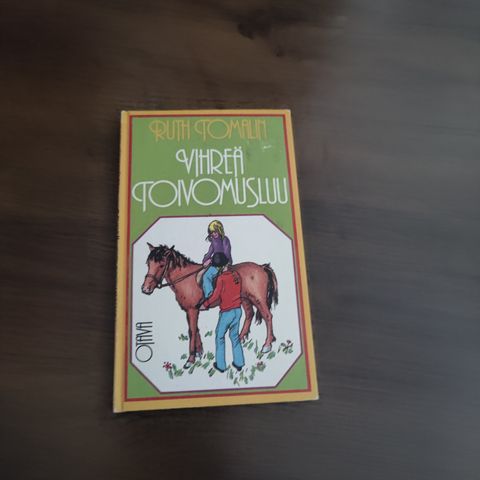 RUTH TOMALIN
VIHREÄ
TOIVOMUSLUU
OTAVA